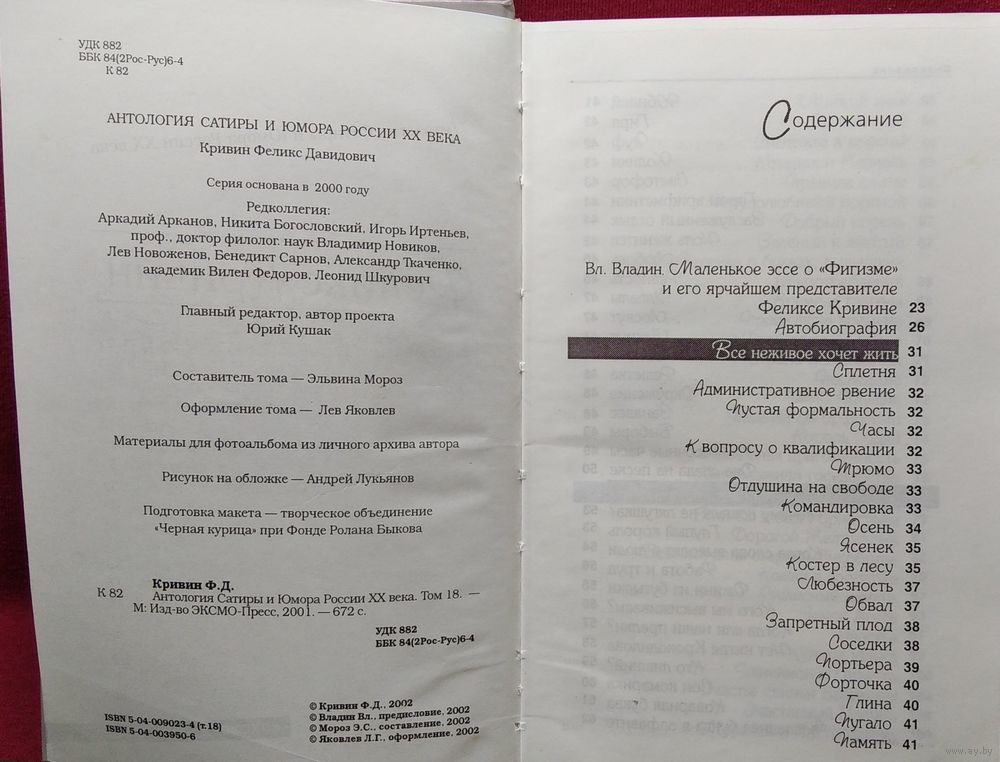 УДК 882
ББК 84(2Рос-Рус)6-4
К 82
АНТОЛОГИЯ САТИРЫ И ЮМОРА РОССИИ XX ВЕКА
Кривин Феликс Давидович
Серия основана в 2000 году
Редколлегия:
Аркадий Арканов, Никита Богословский, Игорь Иртеньев,
проф., доктор филолог. наук Владимир Новиков,
Лев Новоженов, Бенедикт Сарнов, Александр Ткаченко,
академик Вилен Федоров, Леонид Шкурович
Главный редактор, автор проекта
Юрий Кушак
Составитель тома — Эльвина Мороз
Оформление тома — Лев Яковлев
Материалы для фотоальбома из личного архива автора
Рисунок на обложке — Андрей Лукьянов
Подготовка макета — творческое объединение
«Черная курица» при Фонде Ролана Быкова
Кривин Ф.Д.
К 82 Антология Сатиры и Юмора России XX века. Том 18. —
М: Изд-во ЭКСМО-Пресс, 2001. — 672 с.
УДК 882
ББК 84(2Рос-Рус)6-4
ISBN 5-04-009023-4 (т.18)
ISBN 5-04-003950-6
© Кривин Ф.Д., 2002
© Владин Вл., предисловие, 2002
© Мороз Э.С., составление, 2002
© Яковлев Л.Г., оформление, 2002
Содержание
Вл. Владин. Маленькое эссе о «Фигизме»
и его ярчайшем представителе
Феликсе Кривине 23
Автобиография 26
Все неживое хочет жить 31
Сплетня 31
Административное рвение 32
Пустая формальность 32
Часы 32
К вопросу о квалификации 32
Трюмо 33
Отдушина на свободе 33
Командировка 33
Осень 34
Ясенек 35
Костер в лесу 35
Любезность 37
Обвал 37
Запретный плод 38
Соседки 38
Портьера 39
Форточка 40
Глина 40
Пугало 41
Память 41
www.ay.by